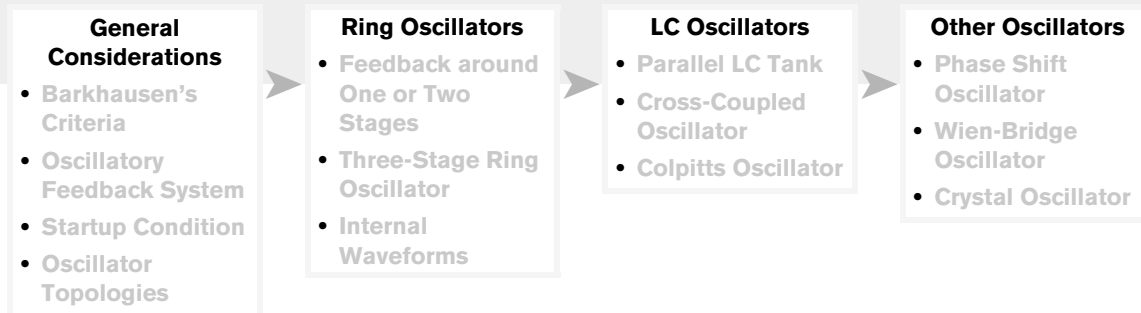 General
Considerations
• Barkhausen's
Criteria
• Oscillatory
Feedback System
• Startup Condition
• Oscillator
Topologies
Ring Oscillators
• Feedback around
One or Two
Stages
• Three-Stage Ring
Oscillator
• Internal
Waveforms
LC Oscillators
• Parallel LC Tank
• Cross-Coupled
Oscillator
• Colpitts Oscillator
Other Oscillators
• Phase Shift
Oscillator
• Wien-Bridge
Oscillator
• Crystal Oscillator